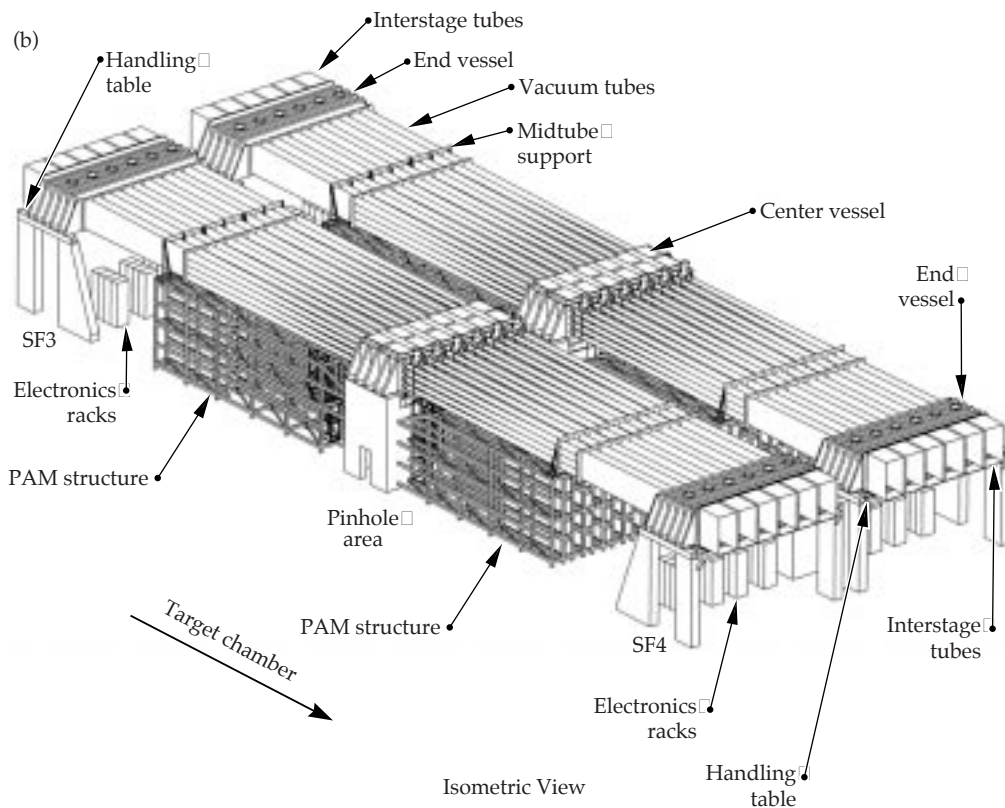 (b)
Interstage tubes
Handling
table
End vessel
Vacuum tubes
Midtube
support
Center vessel
End
vessel
SF3
Electronics
racks
PAM structure
Pinhole
area
PAM structure
Target chamber
SF4
Interstage
tubes
Electronics
racks
Handling
table
Isometric View